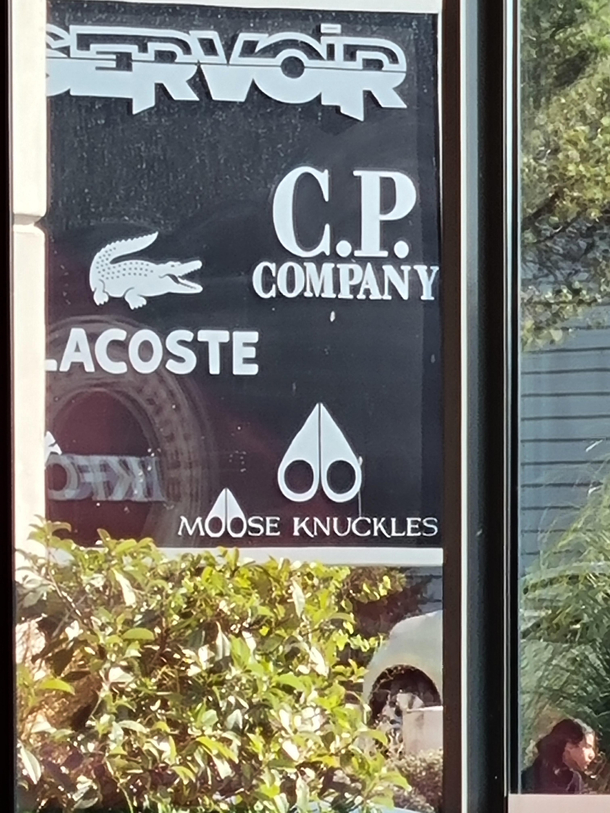 SERVOIR
C.P.
COMPANY
LACOSTE
MOOSE KNUCKLES